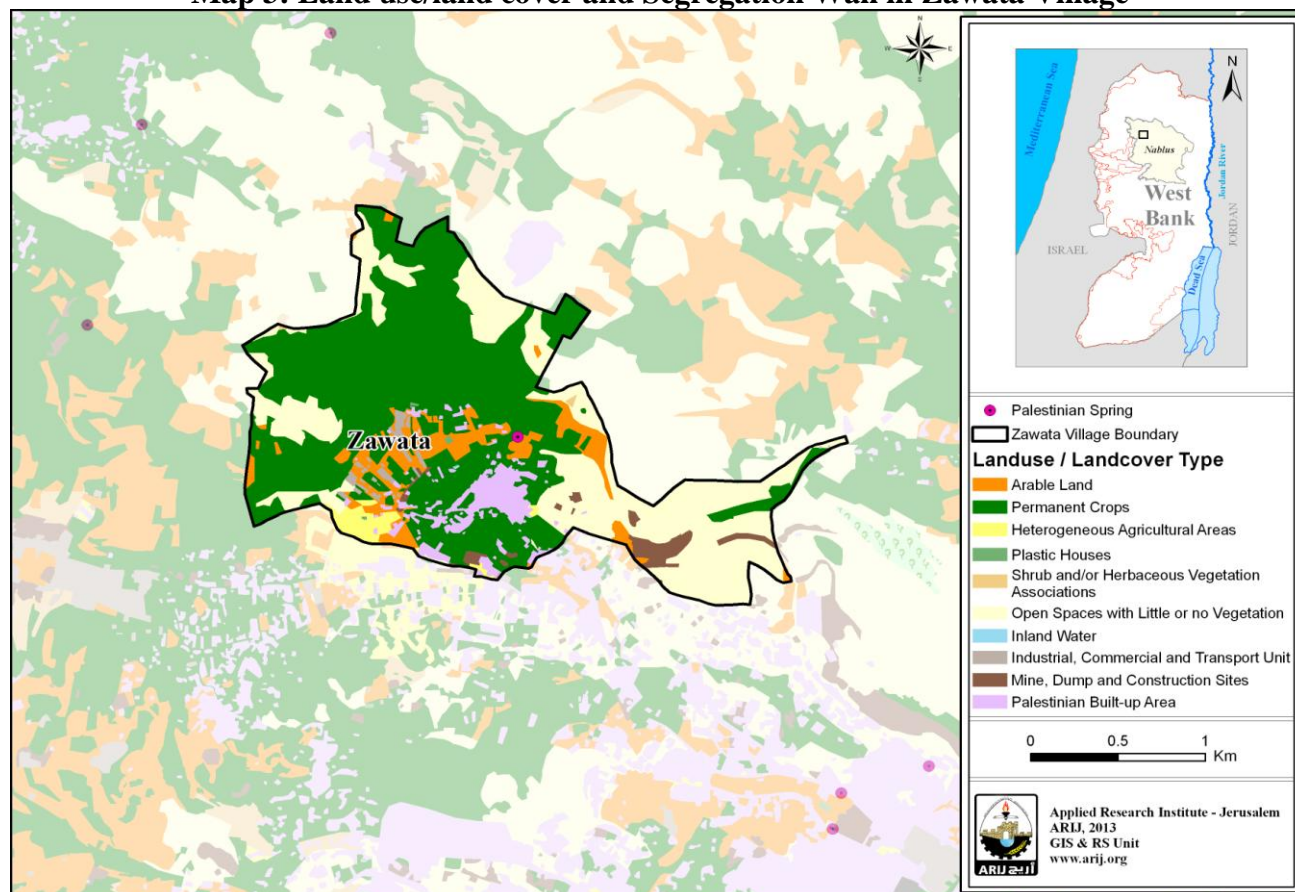 Map 3: Land use/land cover and Segregation Wall in Zawata Village
W
E
S
Zawata
N
Mediterranean Sea
Nablus
West
Bank
Jordan River
ISRAEL
JORDAN
Dead Sea
Palestinian Spring
Zawata Village Boundary
Landuse / Landcover Type
Arable Land
Permanent Crops
Heterogeneous Agricultural Areas
Plastic Houses
Shrub and/or Herbaceous Vegetation
Associations
Open Spaces with Little or no Vegetation
Inland Water
Industrial, Commercial and Transport Unit
Mine, Dump and Construction Sites
Palestinian Built-up Area
0 0.5 1
Km
Applied Research Institute - Jerusalem
ARIJ, 2013
GIS & RS Unit
www.arij.org
ARIJ أريج